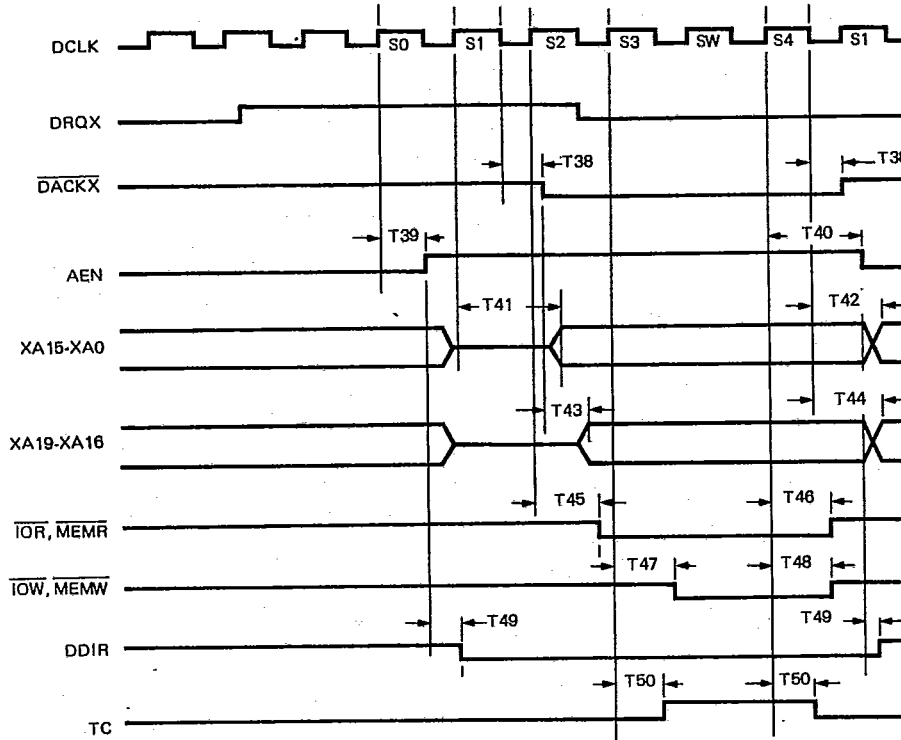 DCLK S0 S1 S2 S3 SW S4 S1
DRQX
DACKX T38 T38
T39 T40
AEN
T41 T42
XA15-XA0
T43 T44
XA19-XA16
T45 T46
IOR, MEMR
T47 T48
IOW, MEMW
T49 T49
DDIR
T50 T50
TC